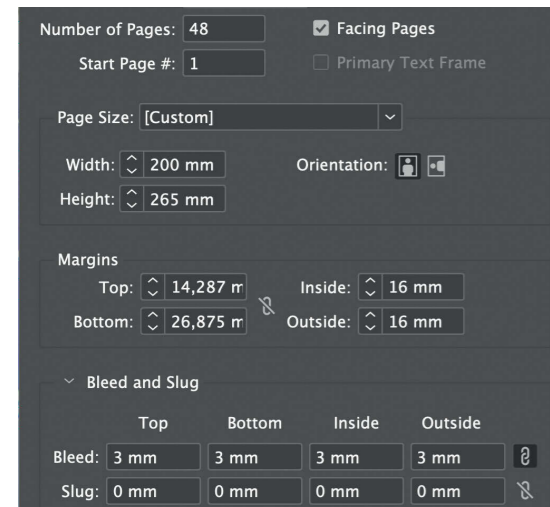 Number of Pages: 48 Facing Pages
Start Page #: 1 Primary Text Frame
Page Size: [Custom]
Width: 200 mm Orientation:
Height: 265 mm
Margins
Top: 14,287 m Inside: 16 mm
Bottom: 26,875 m Outside: 16 mm
Bleed and Slug
Top Bottom Inside Outside
Bleed: 3 mm 3 mm 3 mm 3 mm
Slug: 0 mm 0 mm 0 mm 0 mm